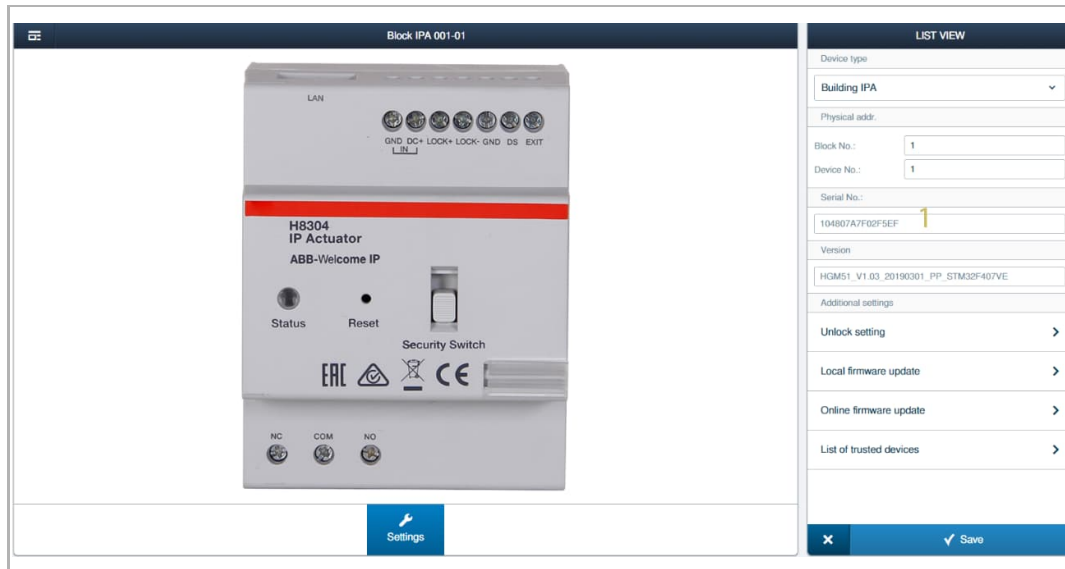 Block IPA 001-01
LAN
GND DC+ LOCK+ LOCK- GND DS EXIT
IN
H8304
IP Actuator
ABB-Welcome IP
Status
Reset
Security Switch
EAC
CE
NC COM NO
Settings
LIST VIEW
Device type
Building IPA
Physical addr.
Block No.: 1
Device No.: 1
Serial No.:
104807A7F02F5EF
1
Version
HGM51_V1.03_20190301_PP_STM32F407VE
Additional settings
Unlock setting
Local firmware update
Online firmware update
List of trusted devices
Save